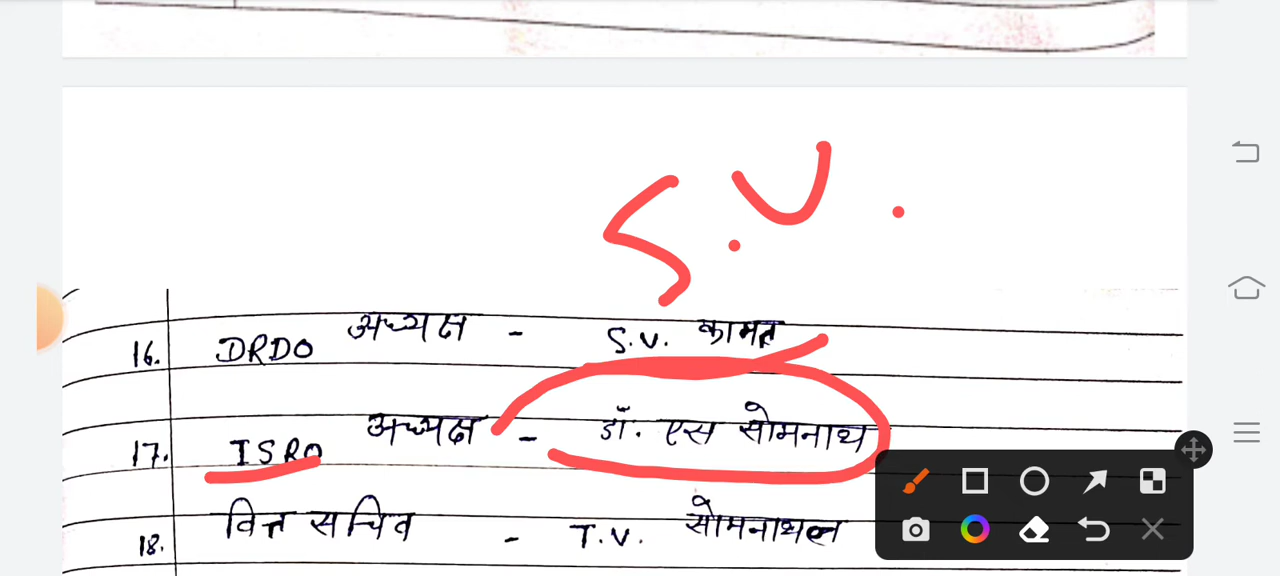 S.V.
16. DRDO अध्यक्ष - S.V. कामत
17. ISRO अध्यक्ष - डॉ. एस सोमनाथ
18. वित्त सचिव - T.V. सोमनाथन